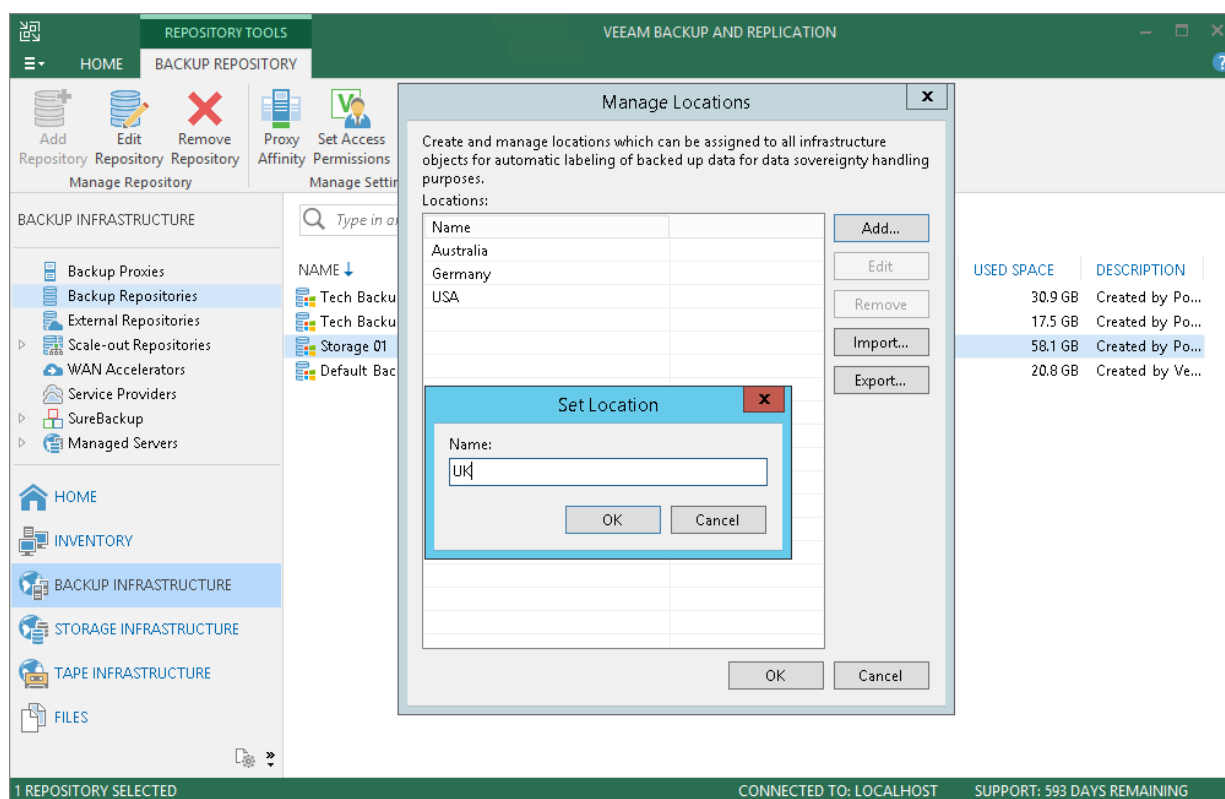 REPOSITORY TOOLS
VEEAM BACKUP AND REPLICATION
HOME
BACKUP REPOSITORY
?
Add Repository
Edit Repository
Remove Repository
Manage Repository
Proxy Affinity
Set Access Permissions
Manage Settin
BACKUP INFRASTRUCTURE
Backup Proxies
Backup Repositories
External Repositories
Scale-out Repositories
WAN Accelerators
Service Providers
SureBackup
Managed Servers
HOME
INVENTORY
BACKUP INFRASTRUCTURE
STORAGE INFRASTRUCTURE
TAPE INFRASTRUCTURE
FILES
Type in a
NAME USED SPACE DESCRIPTION
Tech Backu 30.9 GB Created by Po...
Tech Backu 17.5 GB Created by Po...
Storage 01 58.1 GB Created by Po...
Default Bac 20.8 GB Created by Ve...
Manage Locations
x
Create and manage locations which can be assigned to all infrastructure
objects for automatic labeling of backed up data for data sovereignty handling
purposes.
Locations:
Name
Australia
Germany
USA
Add...
Edit
Remove
Import...
Export...
Set Location
x
Name:
UK
OK Cancel
OK Cancel
1 REPOSITORY SELECTED
CONNECTED TO: LOCALHOST
SUPPORT: 593 DAYS REMAINING